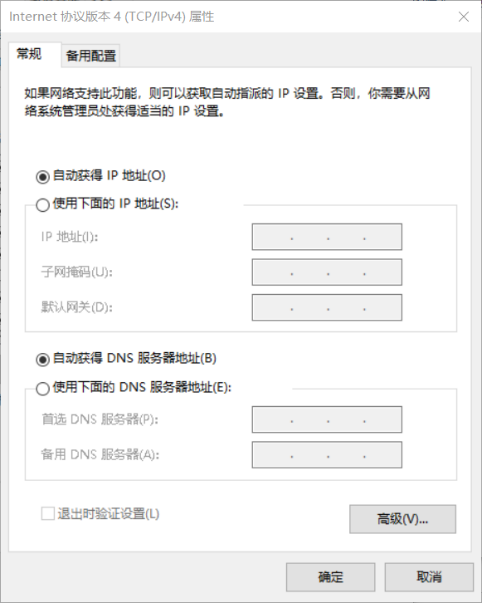 Internet 协议版本 4 (TCP/IPv4) 属性
常规 备用配置
如果网络支持此功能，则可以获取自动指派的 IP 设置。否则，你需要从网
络系统管理员处获得适当的 IP 设置。
自动获得 IP 地址(O)
使用下面的 IP 地址(S):
IP 地址(I):
子网掩码(U):
默认网关(D):
自动获得 DNS 服务器地址(B)
使用下面的 DNS 服务器地址(E):
首选 DNS 服务器(P):
备用 DNS 服务器(A):
退出时验证设置(L)
高级(V)...
确定 取消